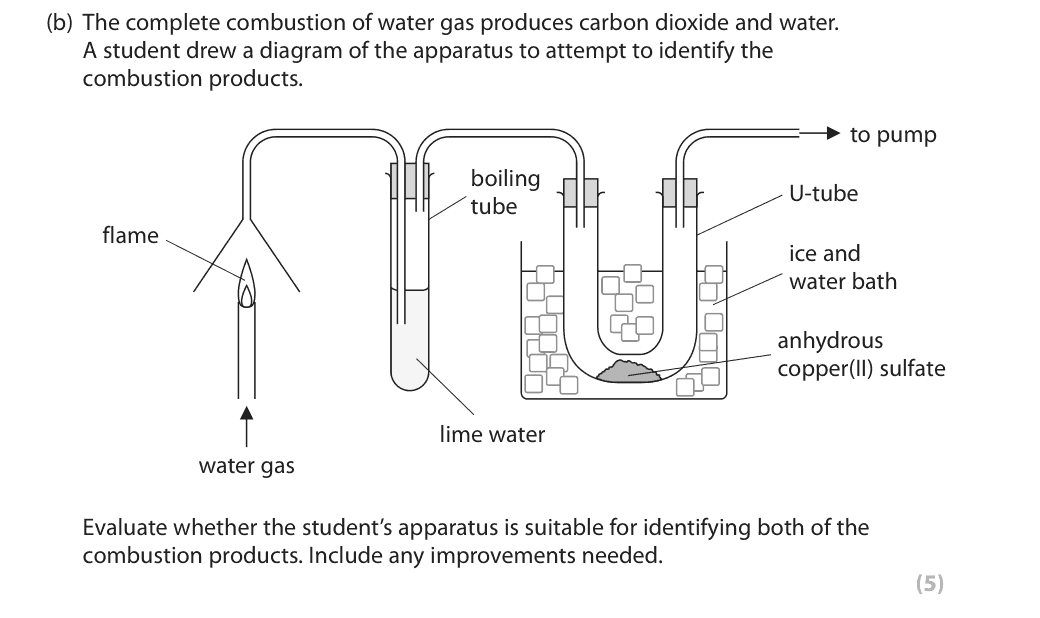 (b) The complete combustion of water gas produces carbon dioxide and water.
A student drew a diagram of the apparatus to attempt to identify the
combustion products.
to pump
boiling
tube
U-tube
flame
ice and
water bath
anhydrous
copper(II) sulfate
lime water
water gas
Evaluate whether the student’s apparatus is suitable for identifying both of the
combustion products. Include any improvements needed.
(5)